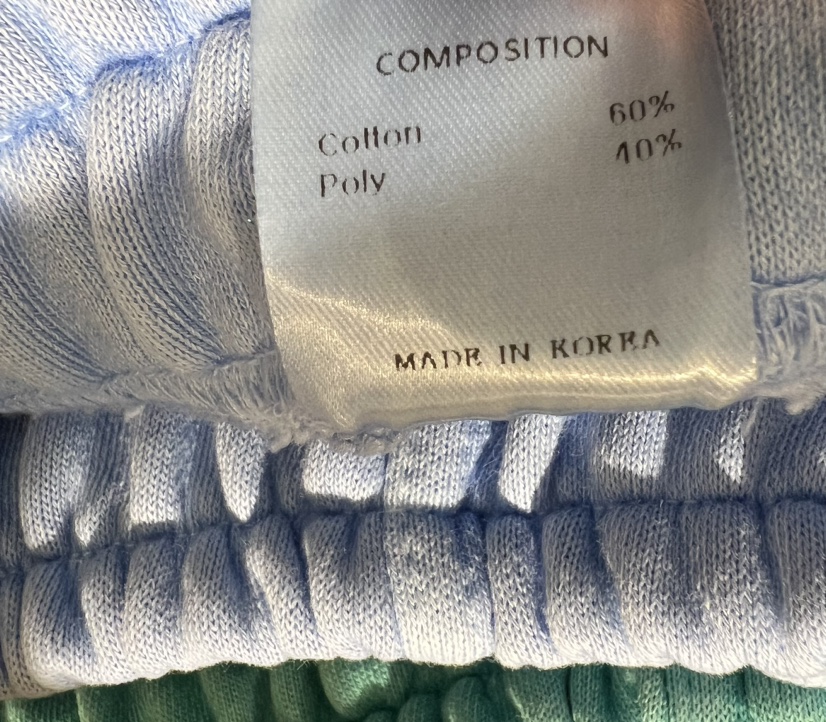 COMPOSITION
Cotton 60%
Poly 40%
MADE IN KOREA